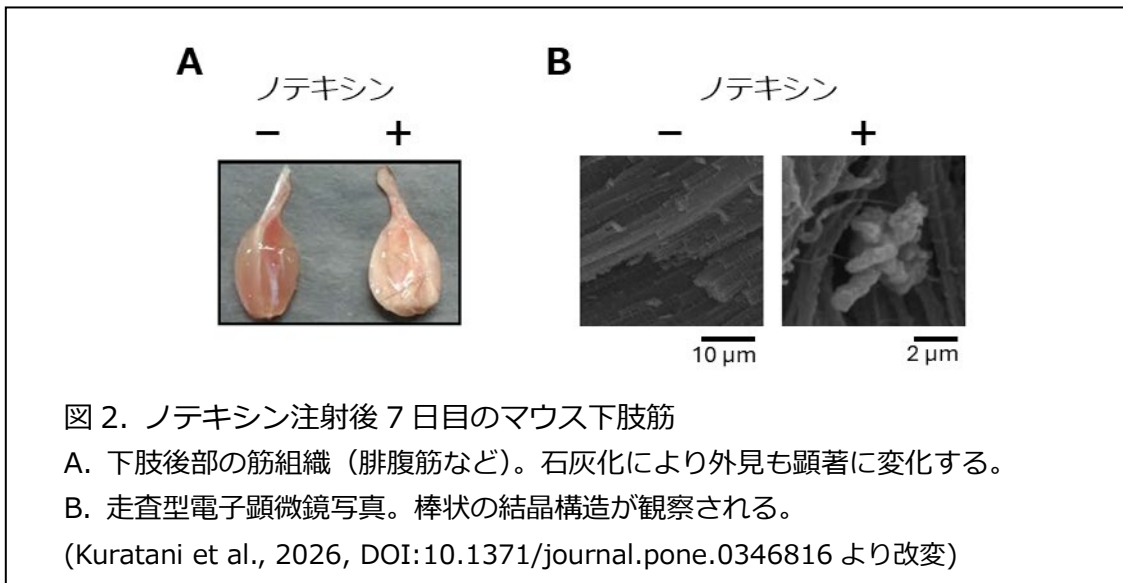 A
B
ノテキシン
ノテキシン
− +
− +
10 μm
2 μm
図 2. ノテキシン注射後 7 日目のマウス下肢筋
A. 下肢後部の筋組織（腓腹筋など）。石灰化により外見も顕著に変化する。
B. 走査型電子顕微鏡写真。棒状の結晶構造が観察される。
(Kuratani et al., 2026, DOI:10.1371/journal.pone.0346816 より改変)